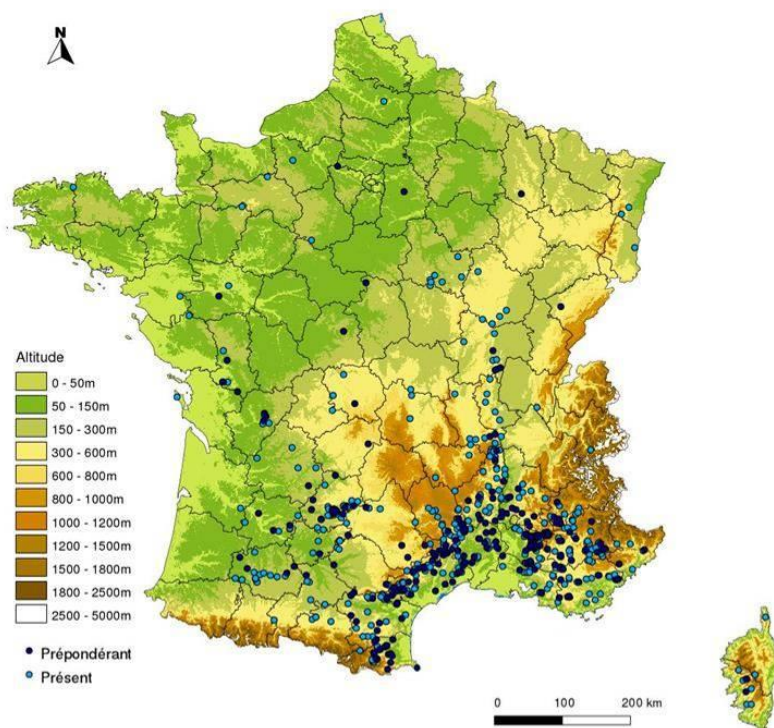 N
Altitude
0 - 50m
50 - 150m
150 - 300m
300 - 600m
600 - 800m
800 - 1000m
1000 - 1200m
1200 - 1500m
1500 - 1800m
1800 - 2500m
2500 - 5000m
Prépondérant
Présent
0 100 200 km